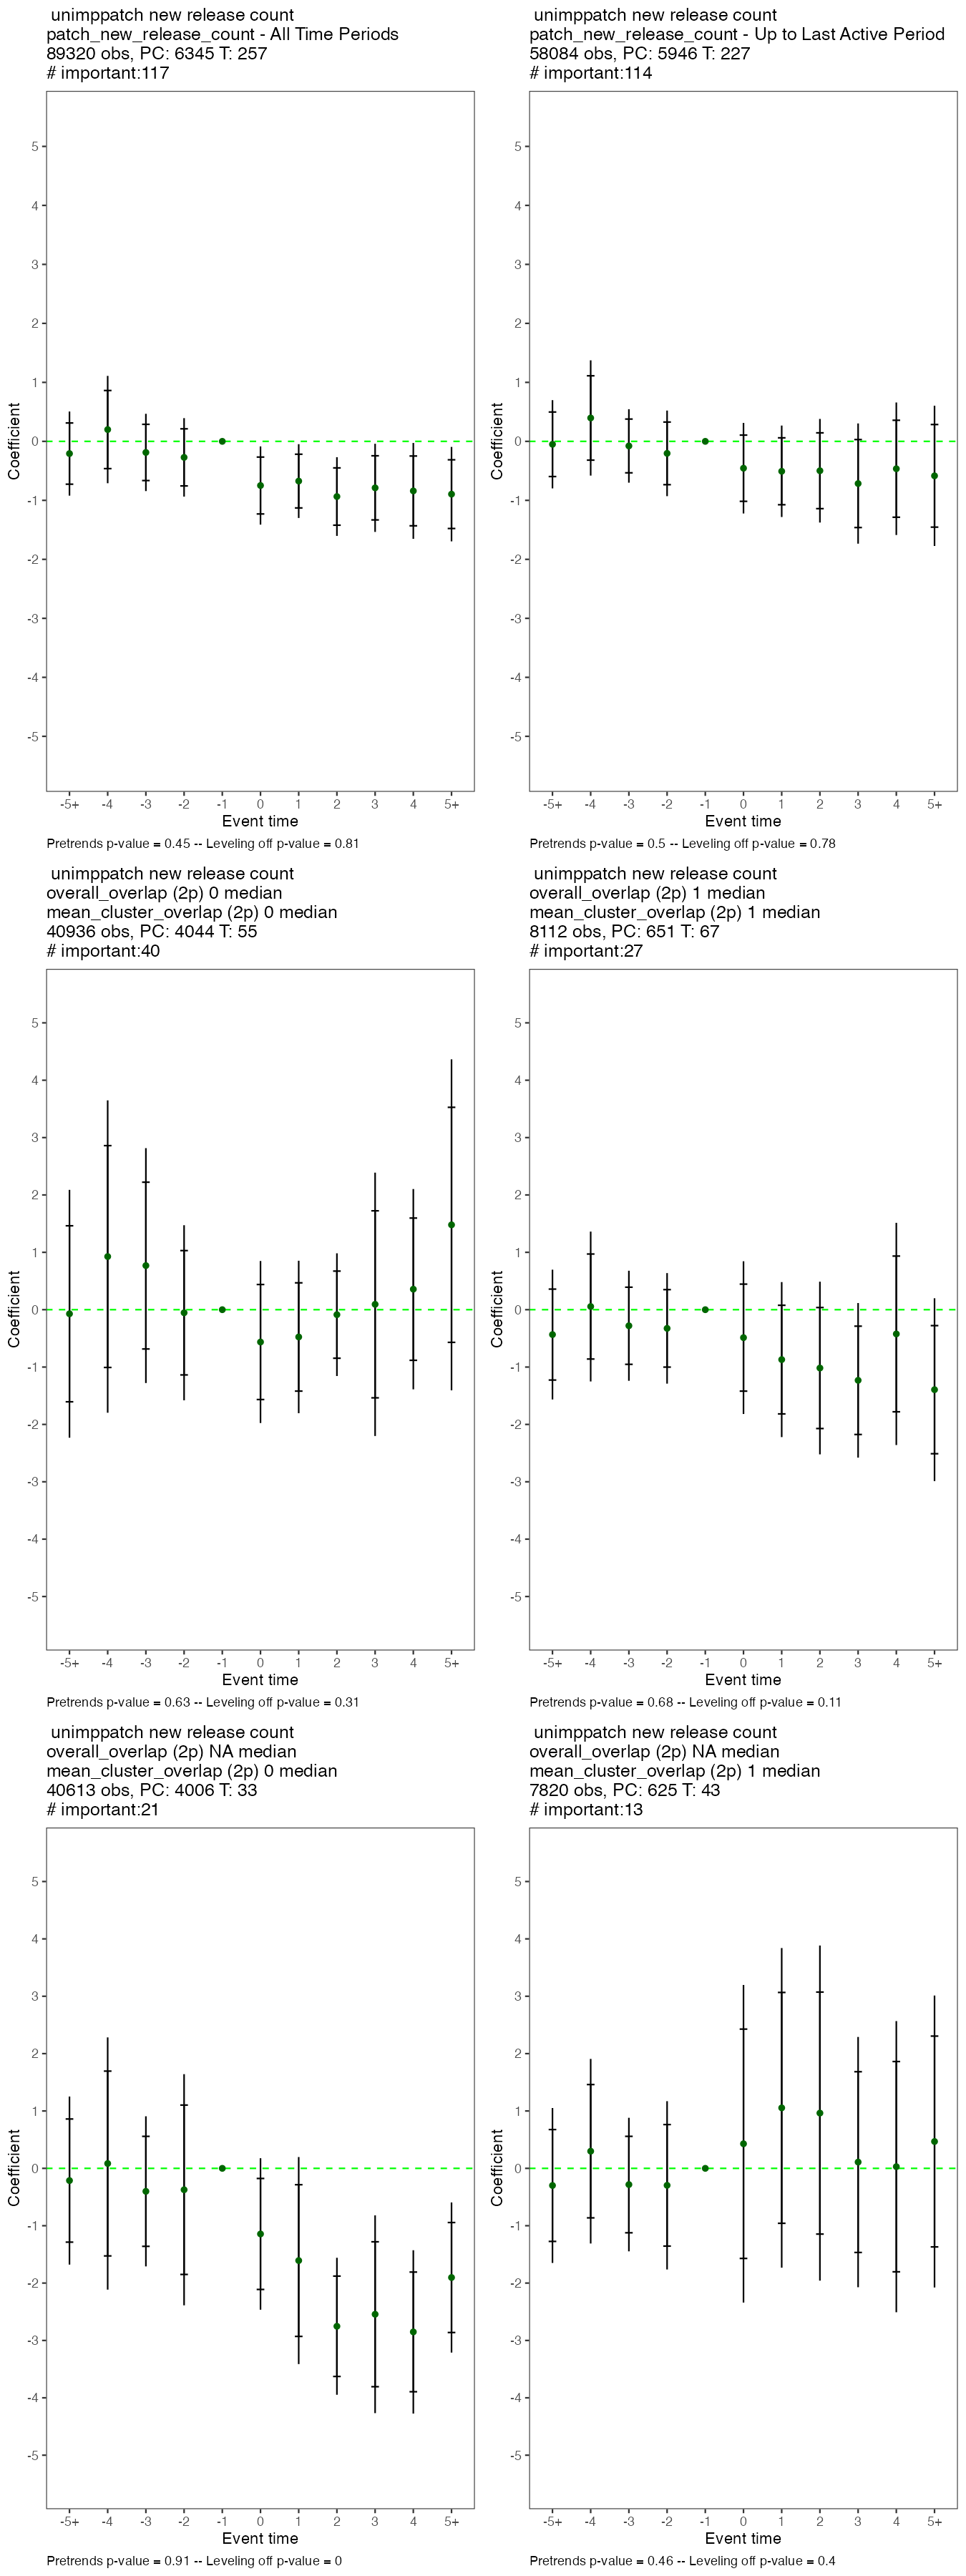 unimppatch new release count
patch_new_release_count - All Time Periods
89320 obs, PC: 6345 T: 257
# important:117
Coefficient
5
4
3
2
1
0
-1
-2
-3
-4
-5
-5+ -4 -3 -2 -1 0 1 2 3 4 5+
Event time
Pretrends p-value = 0.45 -- Leveling off p-value = 0.81
unimppatch new release count
patch_new_release_count - Up to Last Active Period
58084 obs, PC: 5946 T: 227
# important:114
Coefficient
5
4
3
2
1
0
-1
-2
-3
-4
-5
-5+ -4 -3 -2 -1 0 1 2 3 4 5+
Event time
Pretrends p-value = 0.5 -- Leveling off p-value = 0.78
unimppatch new release count
overall_overlap (2p) 0 median
mean_cluster_overlap (2p) 0 median
40936 obs, PC: 4044 T: 55
# important:40
Coefficient
5
4
3
2
1
0
-1
-2
-3
-4
-5
-5+ -4 -3 -2 -1 0 1 2 3 4 5+
Event time
Pretrends p-value = 0.63 -- Leveling off p-value = 0.31
unimppatch new release count
overall_overlap (2p) 1 median
mean_cluster_overlap (2p) 1 median
8112 obs, PC: 651 T: 67
# important:27
Coefficient
5
4
3
2
1
0
-1
-2
-3
-4
-5
-5+ -4 -3 -2 -1 0 1 2 3 4 5+
Event time
Pretrends p-value = 0.68 -- Leveling off p-value = 0.11
unimppatch new release count
overall_overlap (2p) NA median
mean_cluster_overlap (2p) 0 median
40613 obs, PC: 4006 T: 33
# important:21
Coefficient
5
4
3
2
1
0
-1
-2
-3
-4
-5
-5+ -4 -3 -2 -1 0 1 2 3 4 5+
Event time
Pretrends p-value = 0.91 -- Leveling off p-value = 0
unimppatch new release count
overall_overlap (2p) NA median
mean_cluster_overlap (2p) 1 median
7820 obs, PC: 625 T: 43
# important:13
Coefficient
5
4
3
2
1
0
-1
-2
-3
-4
-5
-5+ -4 -3 -2 -1 0 1 2 3 4 5+
Event time
Pretrends p-value = 0.46 -- Leveling off p-value = 0.4